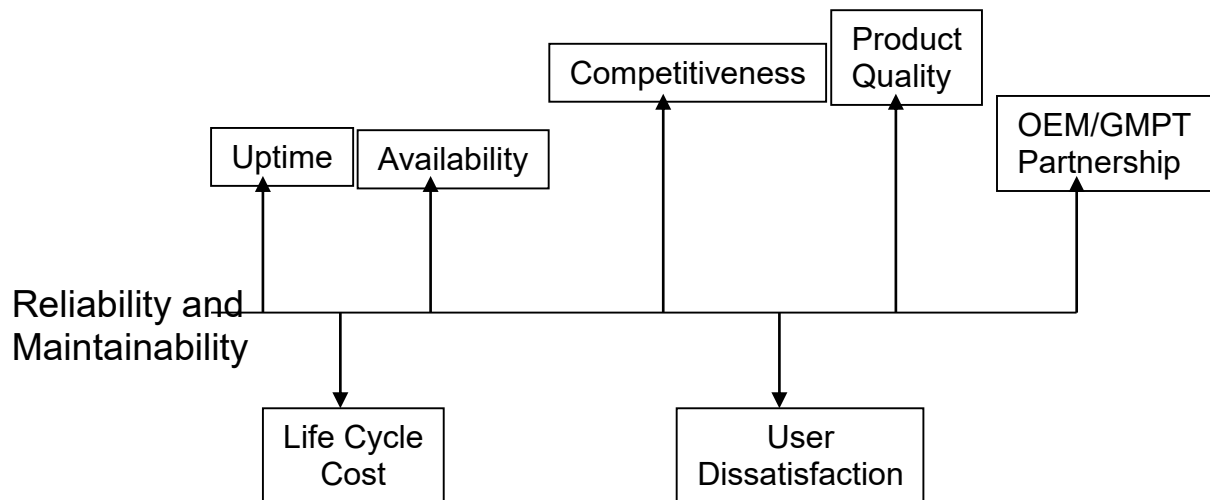 Product
Quality
Competitiveness
OEM/GMPT
Partnership
Uptime
Availability
Reliability and
Maintainability
Life Cycle
Cost
User
Dissatisfaction